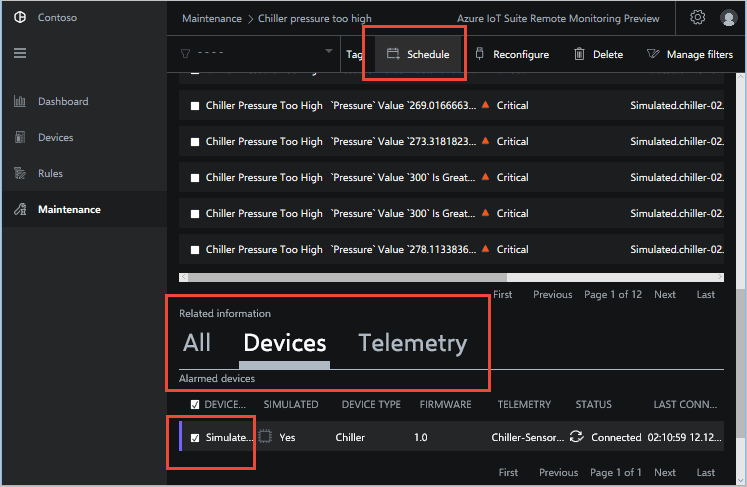 Contoso
Maintenance > Chiller pressure too high
Azure IoT Suite Remote Monitoring Preview
- - - -
Tag
Schedule
Reconfigure
Delete
Manage filters
Dashboard
Devices
Rules
Maintenance
Chiller Pressure Too High `Pressure` Value `269.0166663... Critical Simulated.chiller-02.
Chiller Pressure Too High `Pressure` Value `273.3181823... Critical Simulated.chiller-02.
Chiller Pressure Too High `Pressure` Value `300` Is Great... Critical Simulated.chiller-02.
Chiller Pressure Too High `Pressure` Value `300` Is Great... Critical Simulated.chiller-02.
Chiller Pressure Too High `Pressure` Value `278.1133836... Critical Simulated.chiller-02.
First Previous Page 1 of 12 Next Last
Related information
All Devices Telemetry
Alarmed devices
DEVICE... SIMULATED DEVICE TYPE FIRMWARE TELEMETRY STATUS LAST CONN...
Simulate... Yes Chiller 1.0 Chiller-Sensor... Connected 02:10:59 12.12...
First Previous Page 1 of 1 Next Last